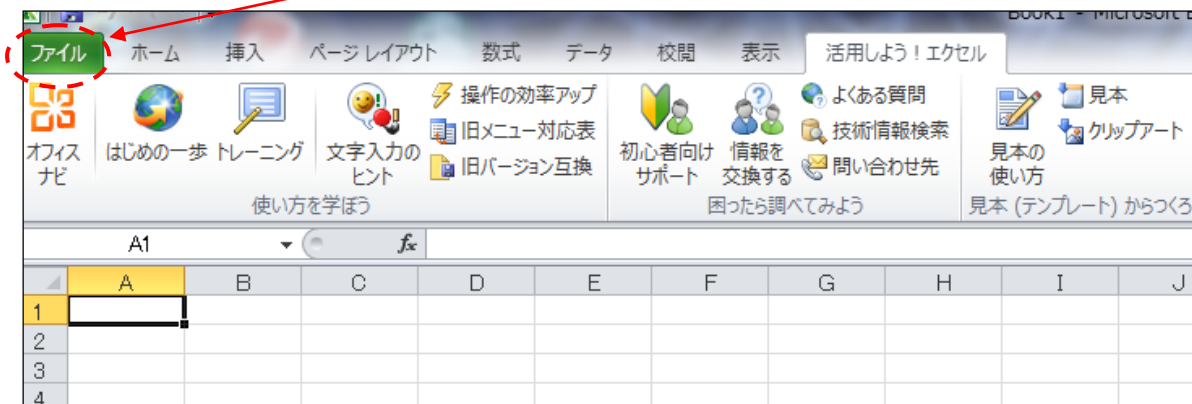 Book1 - Microsoft E
ファイル ホーム 挿入 ページ レイアウト 数式 データ 校閲 表示 活用しよう！エクセル
オフィス
ナビ
はじめの一歩
トレーニング
文字入力の
ヒント
操作の効率アップ
旧メニュー対応表
旧バージョン互換
使い方を学ぼう
初心者向け
サポート
情報を
交換する
よくある質問
技術情報検索
問い合わせ先
困ったら調べてみよう
見本の
使い方
見本
クリップアート
見本 (テンプレート) からつくろ
A1 fx
A B C D E F G H I J
1
2
3
4